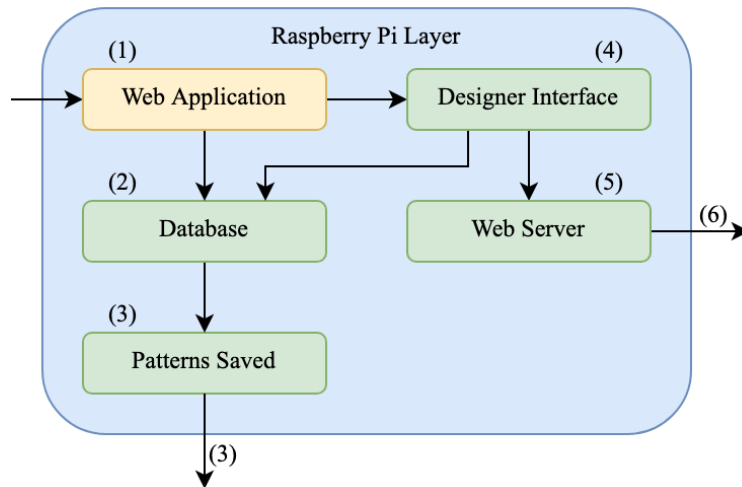 Raspberry Pi Layer
(1)
(4)
Web Application
Designer Interface
(2)
(5)
Database
Web Server
(6)
(3)
Patterns Saved
(3)